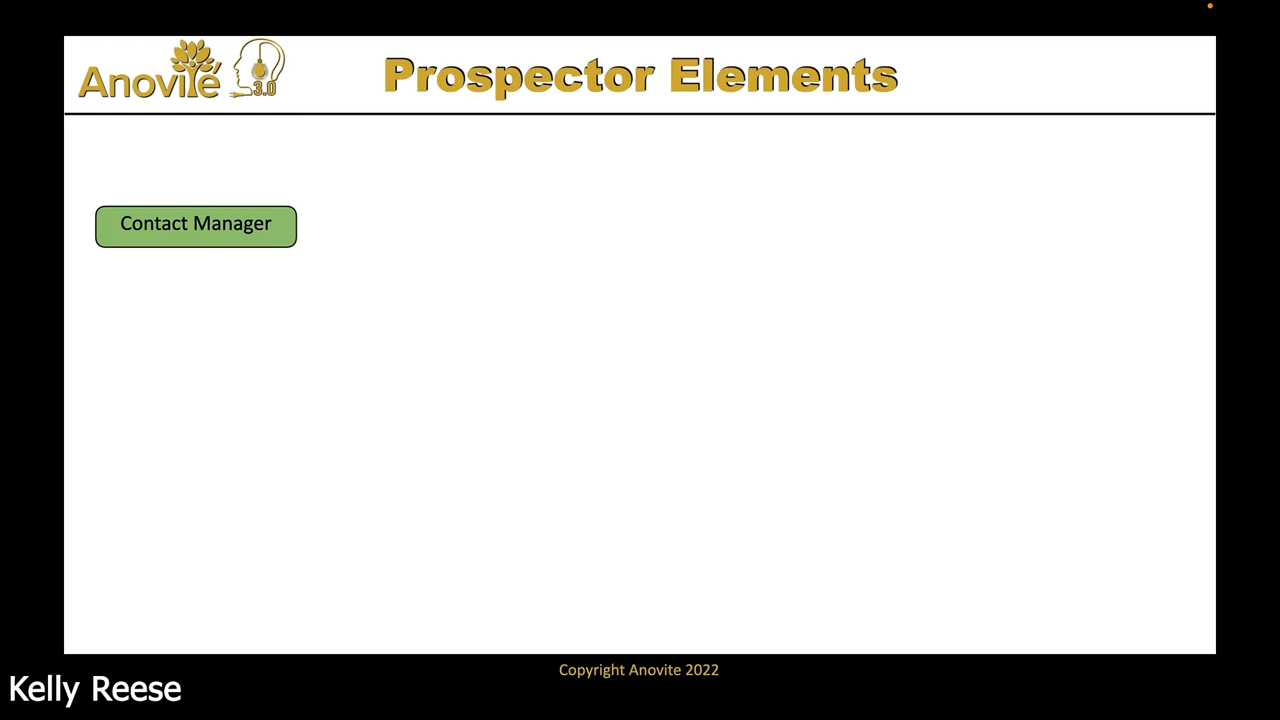 Anovite
3.0
Prospector Elements
Contact Manager
Copyright Anovite 2022
Kelly Reese